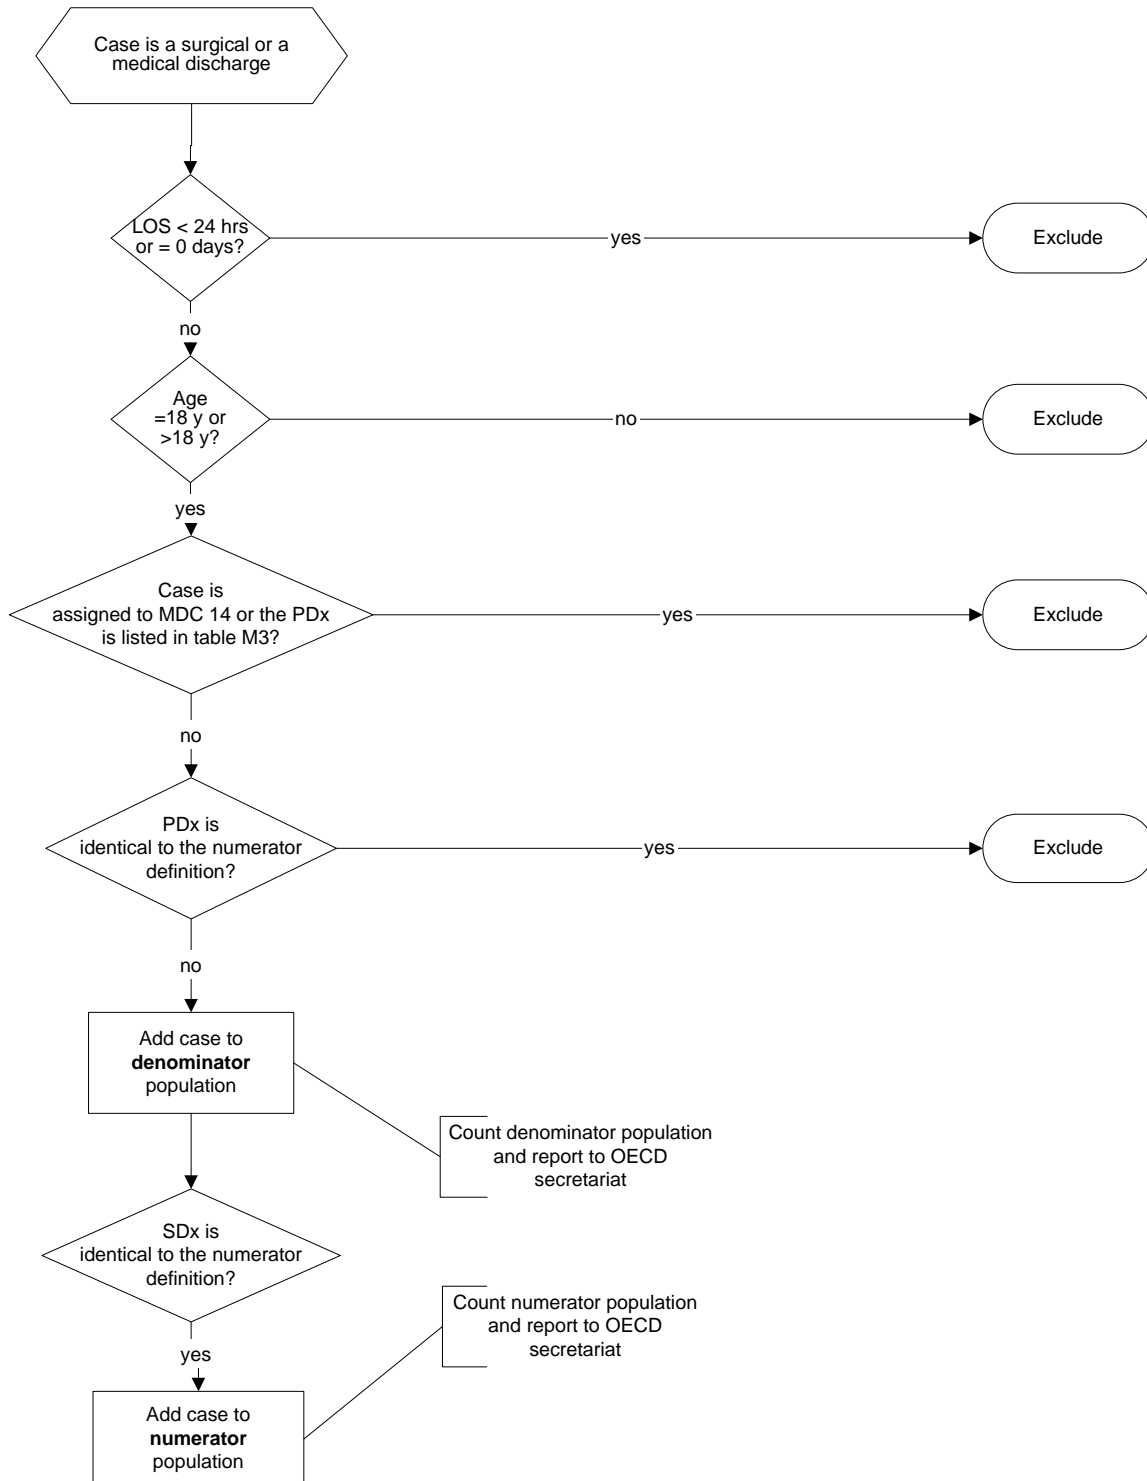 Case is a surgical or a
medical discharge
LOS < 24 hrs
or = 0 days?
yes
Exclude
no
Age
=18 y or
>18 y?
no
Exclude
yes
Case is
assigned to MDC 14 or the PDx
is listed in table M3?
yes
Exclude
no
PDx is
identical to the numerator
definition?
yes
Exclude
no
Add case to
denominator
population
Count denominator population
and report to OECD
secretariat
SDx is
identical to the numerator
definition?
Count numerator population
and report to OECD
secretariat
yes
Add case to
numerator
population